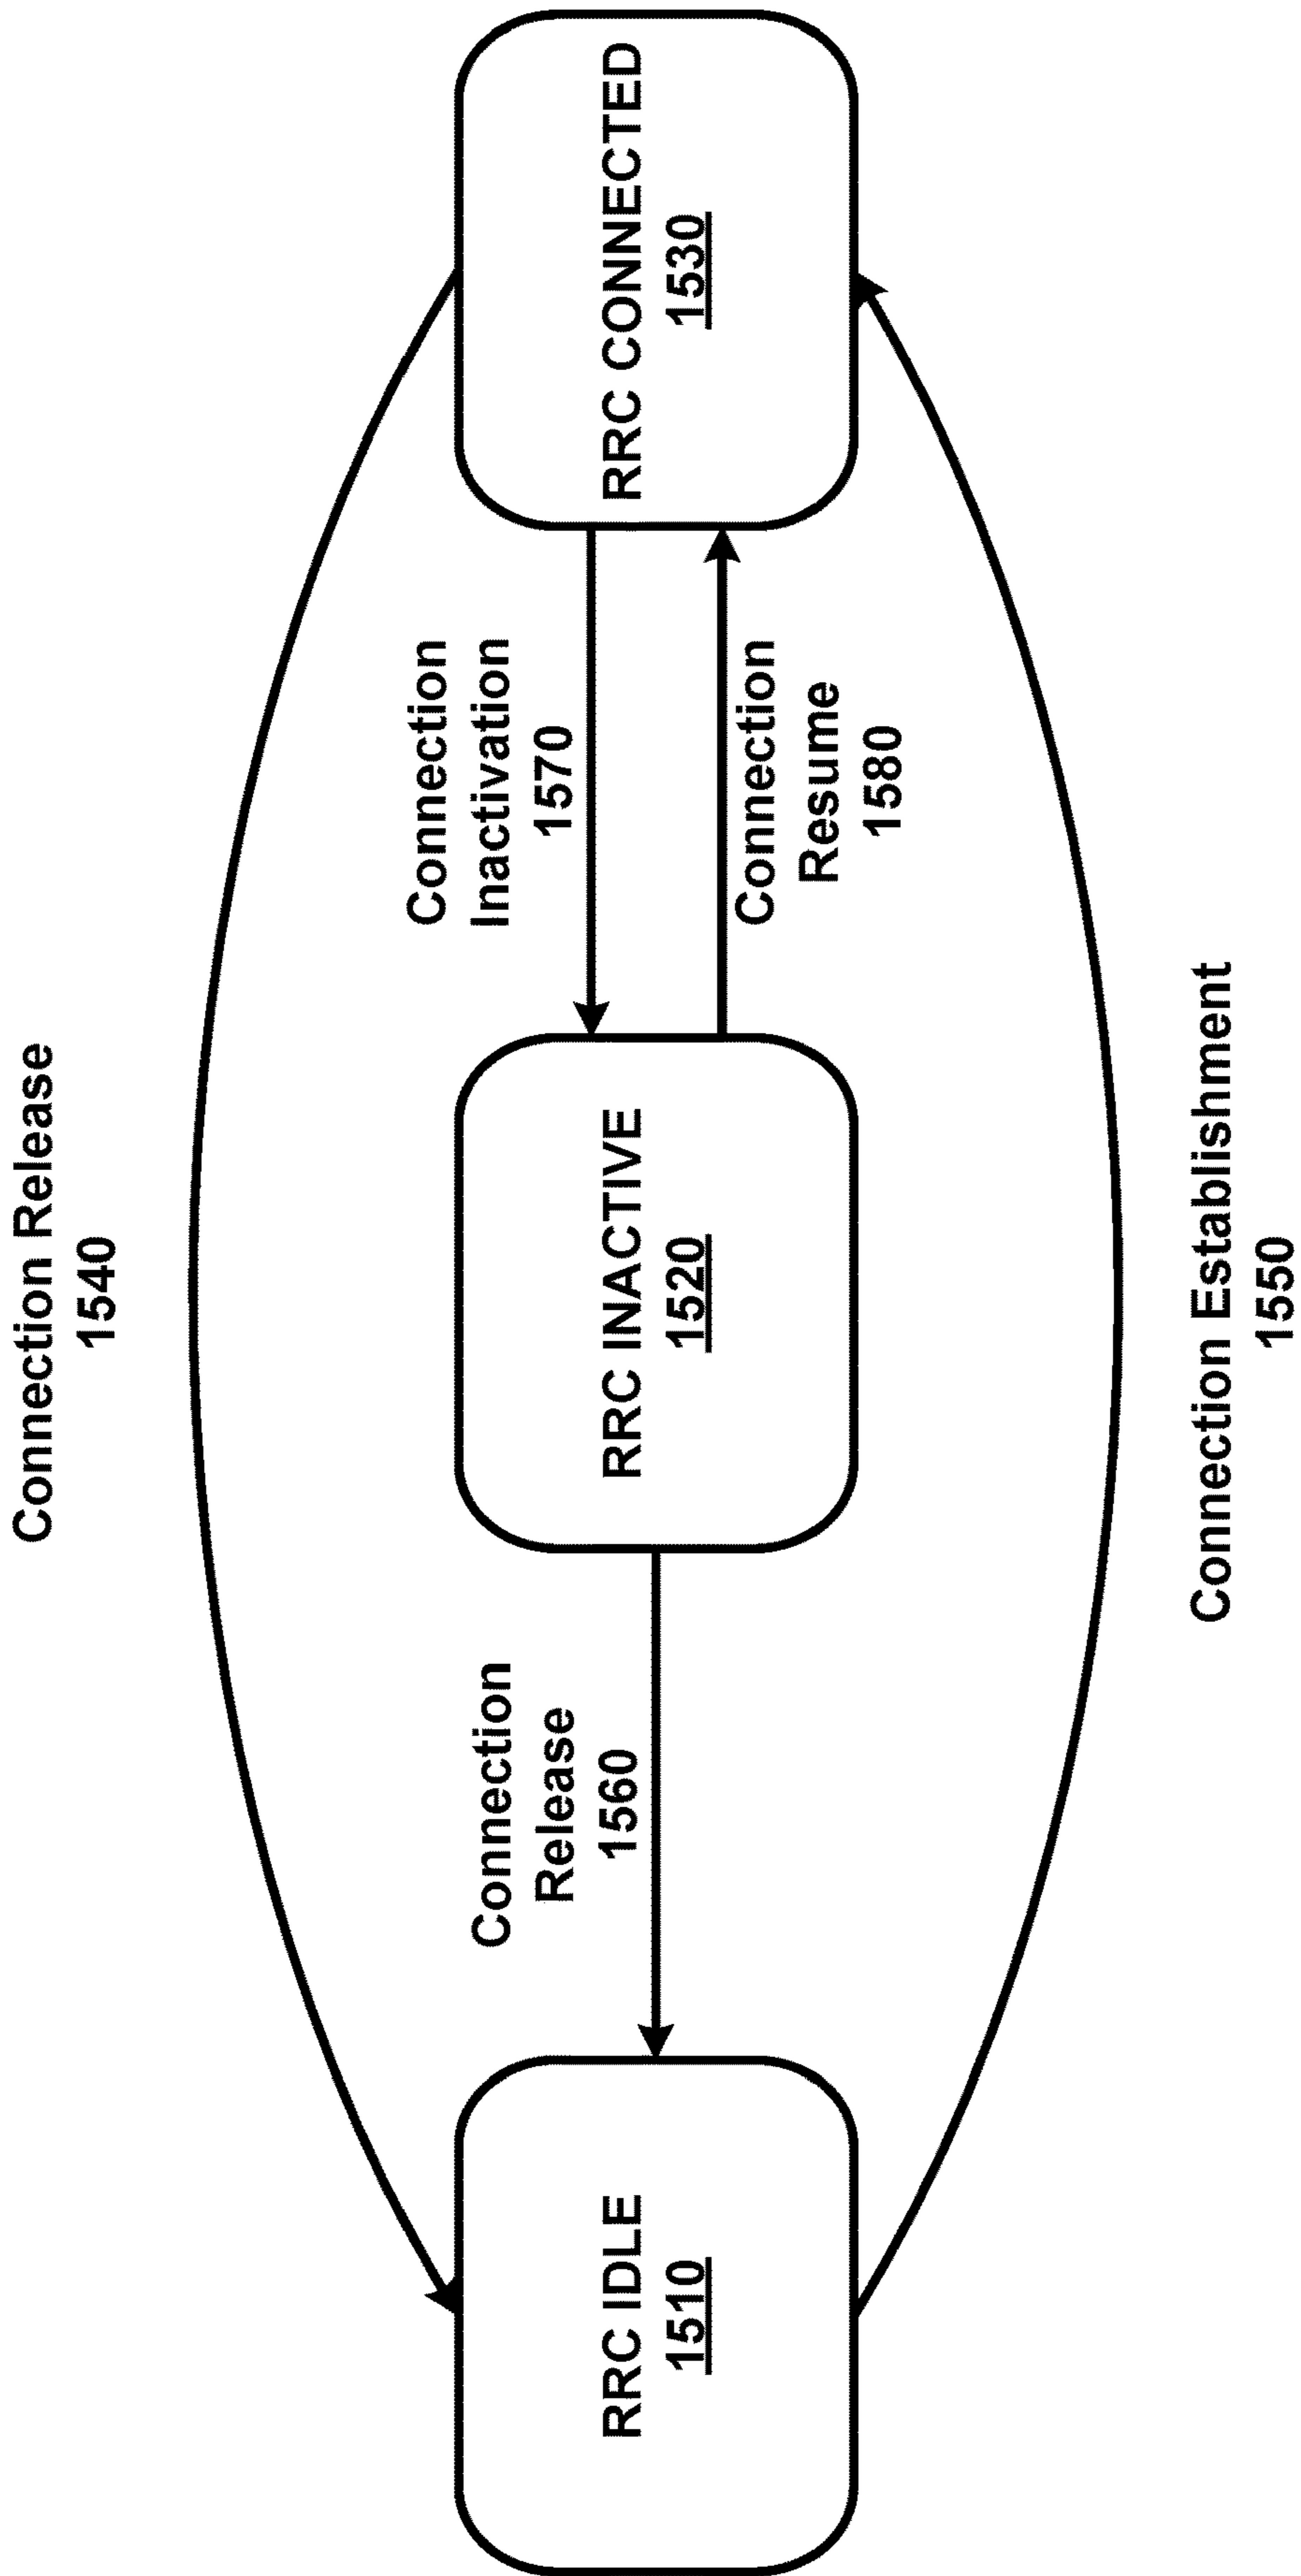 Connection Release
1540
Connection
Inactivation
1570
Connection
Release
1560
RRC IDLE
1510
RRC INACTIVE
1520
RRC CONNECTED
1530
Connection
Resume
1580
Connection Establishment
1550